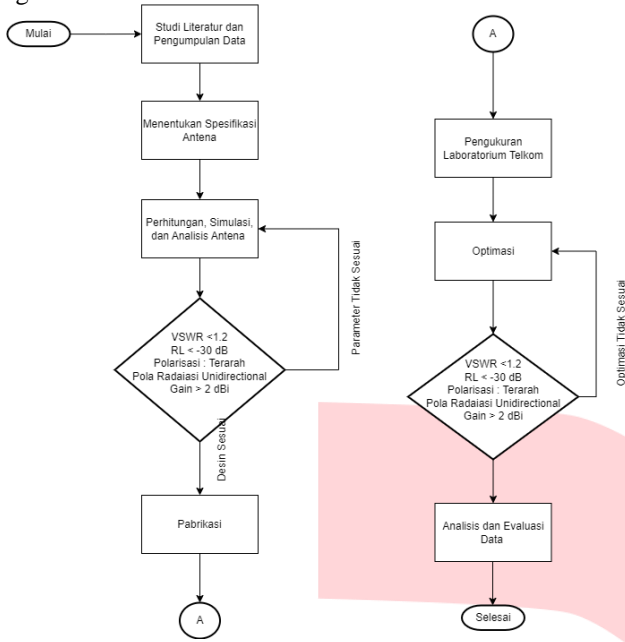 Mulai
Studi Literatur dan
Pengumpulan Data
Menentukan Spesifikasi
Antena
Perhitungan, Simulasi,
dan Analisis Antena
Parameter Tidak Sesuai
VSWR <1.2
RL < -30 dB
Polarisasi : Terarah
Pola Radaiasi Unidirectional
Gain > 2 dBi
Desin Sesuai
Pabrikasi
A
A
Pengukuran
Laboratorium Telkom
Optimasi
Optimasi Tidak Sesuai
VSWR <1.2
RL < -30 dB
Polarisasi : Terarah
Pola Radaiasi Unidirectional
Gain > 2 dBi
Analisis dan Evaluasi
Data
Selesai